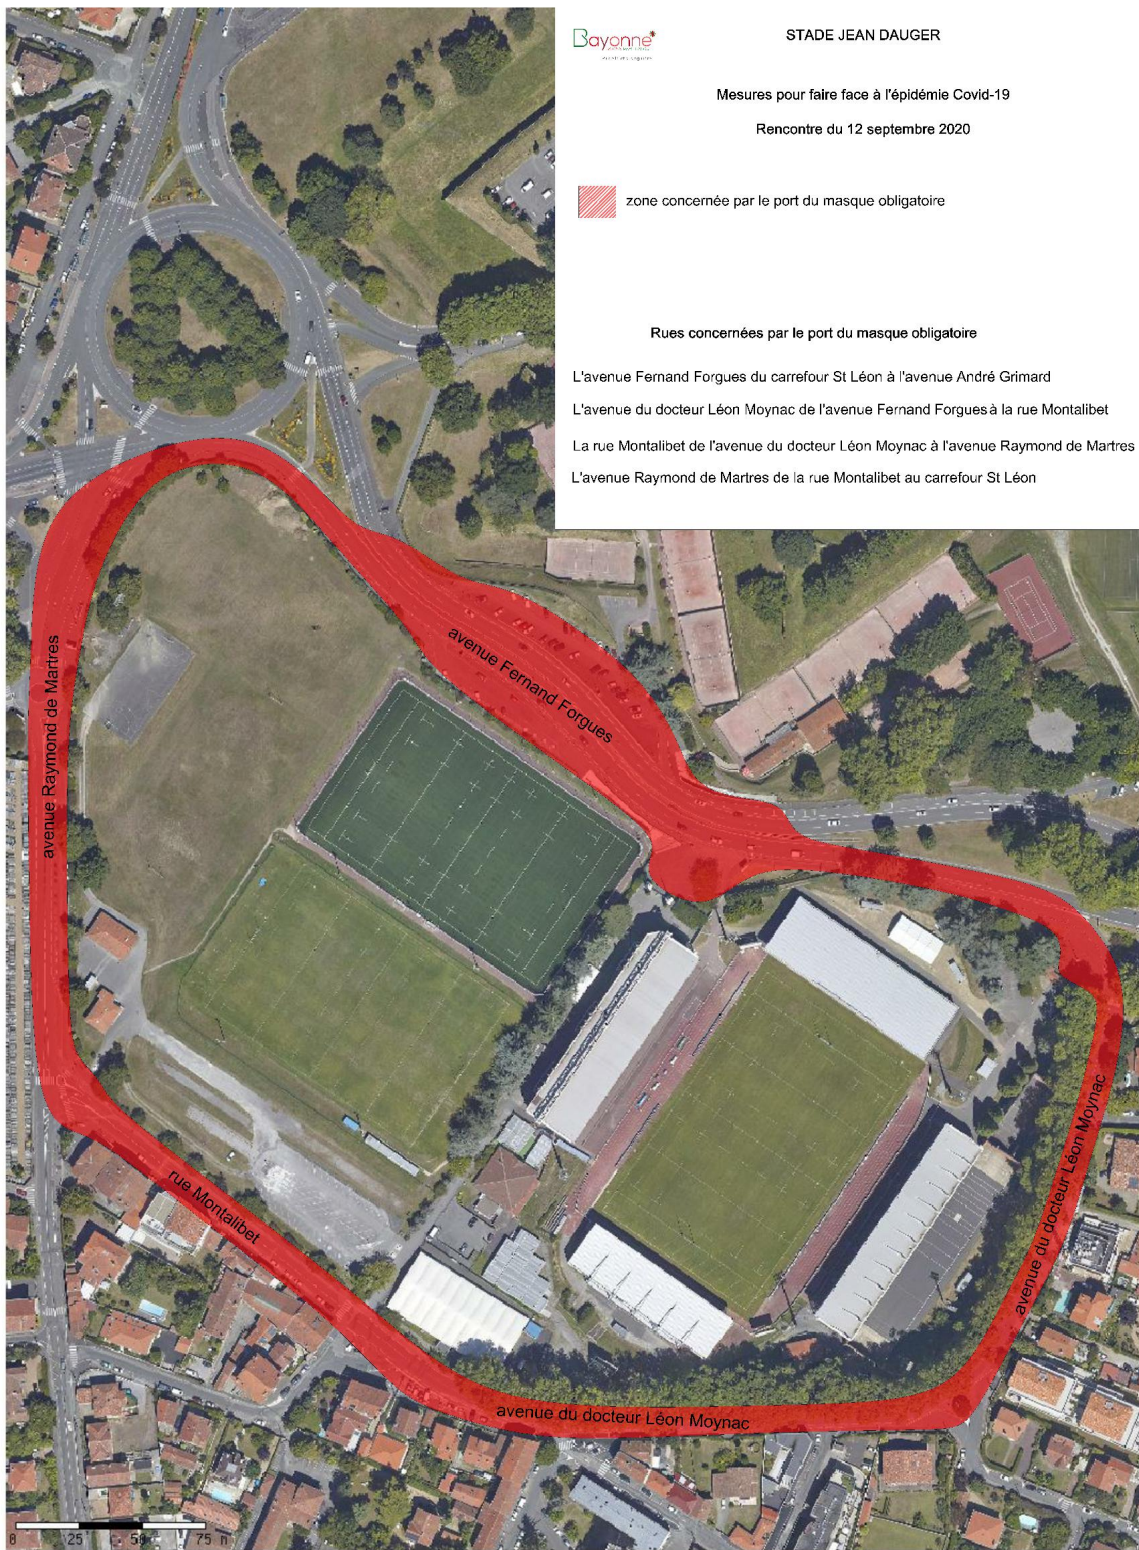 Bayonne
STADE JEAN DAUGER
Mesures pour faire face à l'épidémie Covid-19
Rencontre du 12 septembre 2020
zone concernée par le port du masque obligatoire
Rues concernées par le port du masque obligatoire
L'avenue Fernand Forgues du carrefour St Léon à l'avenue André Grimard
L'avenue du docteur Léon Moynac de l'avenue Fernand Forgues à la rue Montalibet
La rue Montalibet de l'avenue du docteur Léon Moynac à l'avenue Raymond de Martres
L'avenue Raymond de Martres de la rue Montalibet au carrefour St Léon
avenue Fernand Forgues
avenue Raymond de Martres
avenue du docteur Léon Moynac
rue Montalibet
avenue du docteur Léon Moynac
0 25 50 75 m